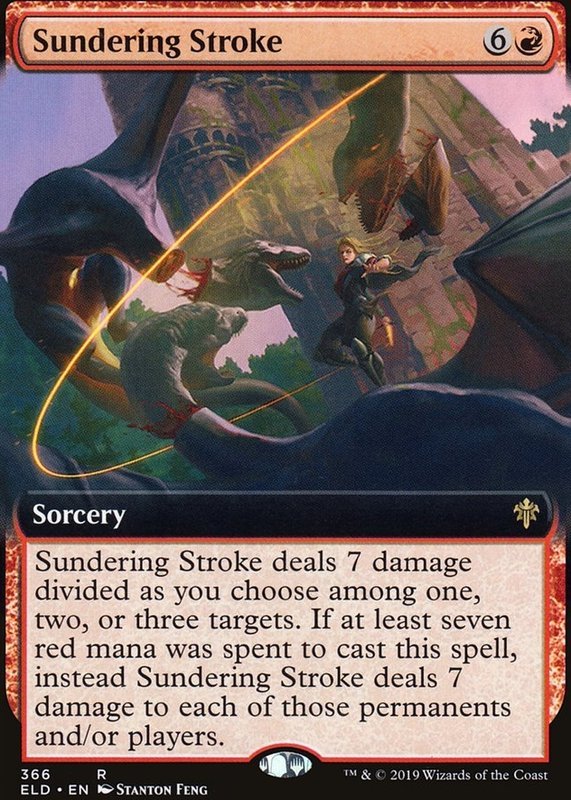 Sundering Stroke 6
Sorcery
Sundering Stroke deals 7 damage
divided as you choose among one,
two, or three targets. If at least seven
red mana was spent to cast this spell,
instead Sundering Stroke deals 7
damage to each of those permanents
and/or players.
366 R
ELD • EN Stanton Feng
™ & © 2019 Wizards of the Coast